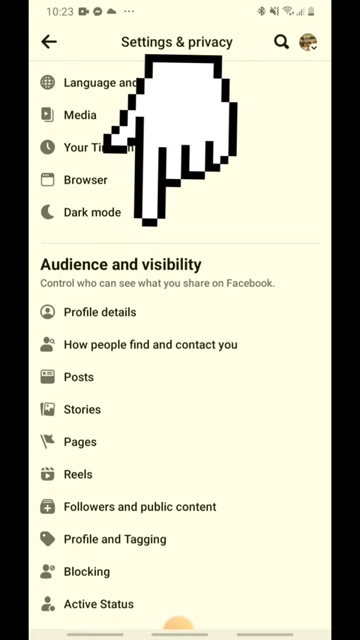 10:23
Settings & privacy
Language and
Media
Your Ti
Browser
Dark mode
Audience and visibility
Control who can see what you share on Facebook.
Profile details
How people find and contact you
Posts
Stories
Pages
Reels
Followers and public content
Profile and Tagging
Blocking
Active Status